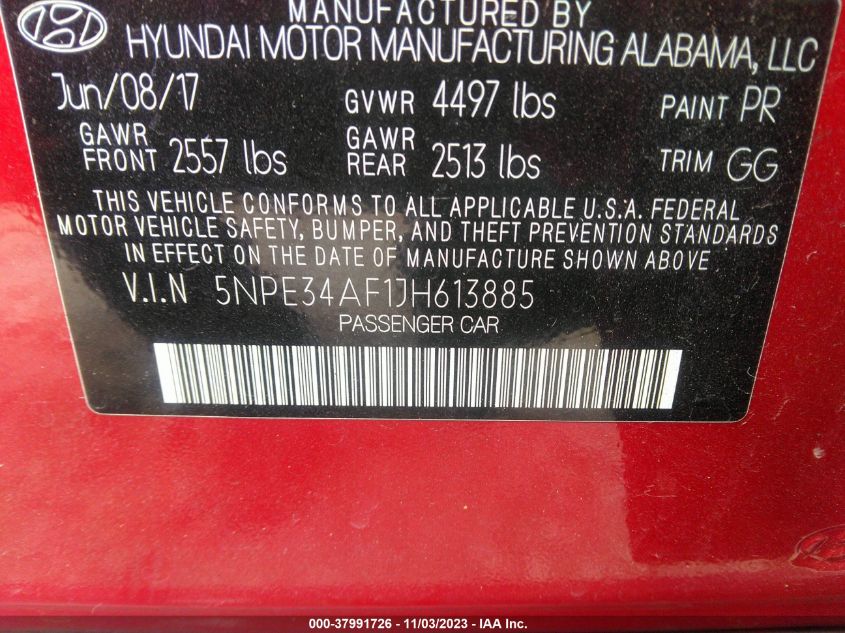 MANUFACTURED BY
HYUNDAI MOTOR MANUFACTURING ALABAMA, LLC
Jun/08/17 GVWR 4497 lbs PAINT PR
GAWR FRONT 2557 lbs GAWR REAR 2513 lbs TRIM GG
THIS VEHICLE CONFORMS TO ALL APPLICABLE U.S.A. FEDERAL
MOTOR VEHICLE SAFETY, BUMPER, AND THEFT PREVENTION STANDARDS
IN EFFECT ON THE DATE OF MANUFACTURE SHOWN ABOVE
V.I.N 5NPE34AF1JH613885
PASSENGER CAR
000-37991726 - 11/03/2023 - IAA Inc.